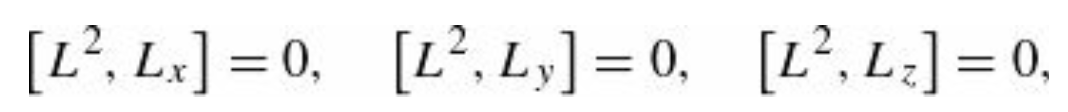 [L², Lₓ] = 0, [L², L_y] = 0, [L², L_z] = 0,